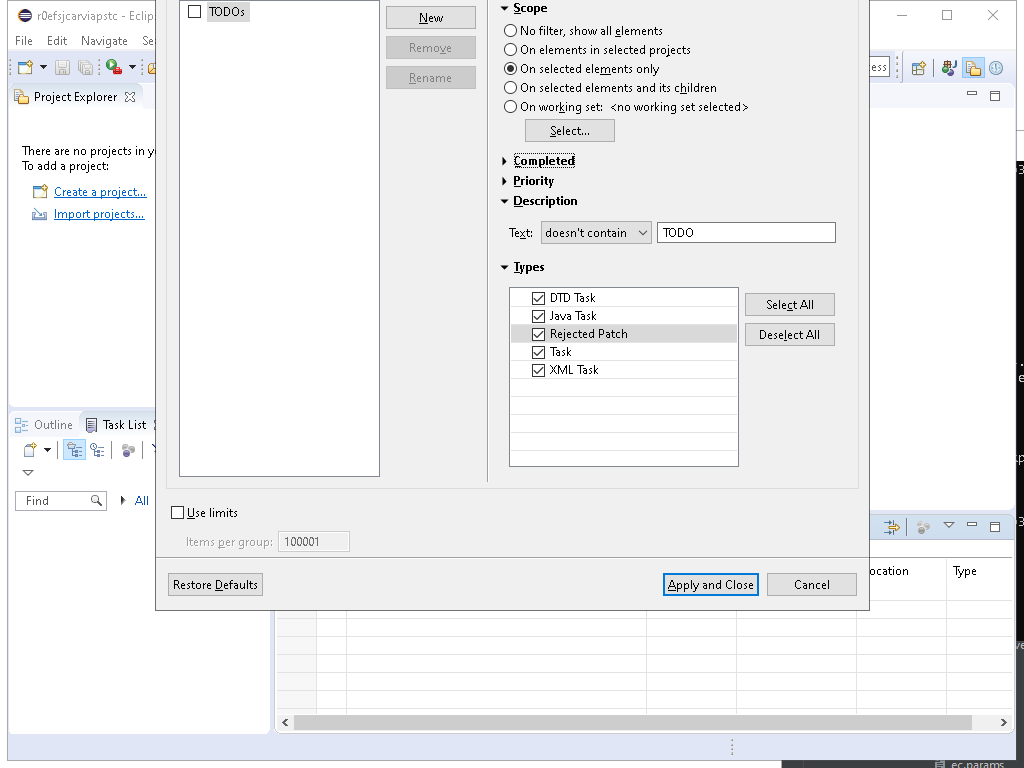 r0efsjcarviapstc - Eclip
File Edit Navigate Se
ess
Project Explorer
There are no projects in y
To add a project:
Create a project...
Import projects...
Outline Task List
Find All
TODOs
New
Remove
Rename
Scope
No filter, show all elements
On elements in selected projects
On selected elements only
On selected elements and its children
On working set: <no working set selected>
Select...
Completed
Priority
Description
Text: doesn't contain TODO
Types
DTD Task
Java Task
Rejected Patch
Task
XML Task
Select All
Deselect All
Use limits
Items per group: 100001
Restore Defaults Apply and Close Cancel
ocation Type
ec.params